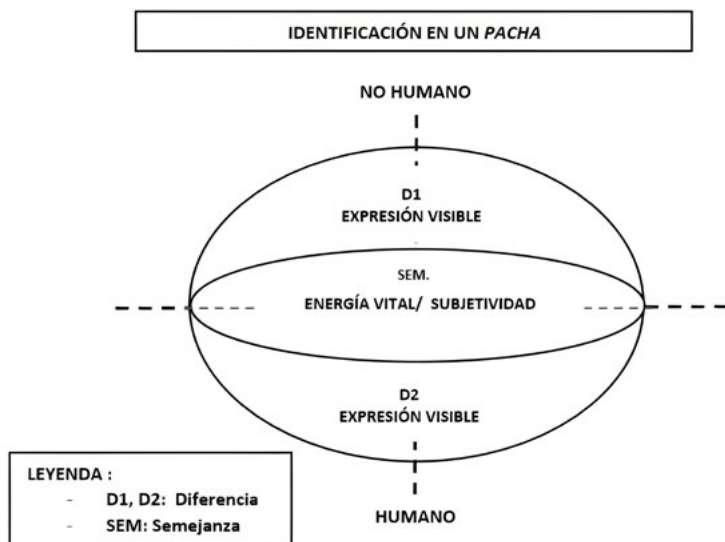 IDENTIFICACIÓN EN UN PACHA
NO HUMANO
D1
EXPRESIÓN VISIBLE
SEM.
ENERGÍA VITAL/ SUBJETIVIDAD
D2
EXPRESIÓN VISIBLE
HUMANO
LEYENDA :
- D1, D2: Diferencia
- SEM: Semejanza